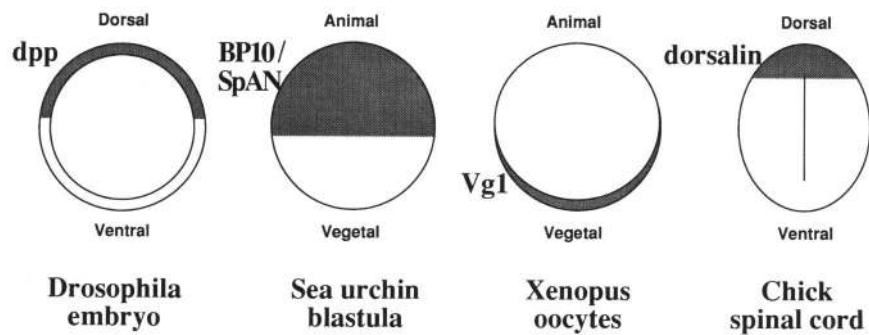 Dorsal
dpp
Ventral
Drosophila
embryo
Animal
BP10/
SpAN
Vegetal
Sea urchin
blastula
Animal
Vg1
Vegetal
Xenopus
oocytes
Dorsal
dorsalin
Ventral
Chick
spinal cord